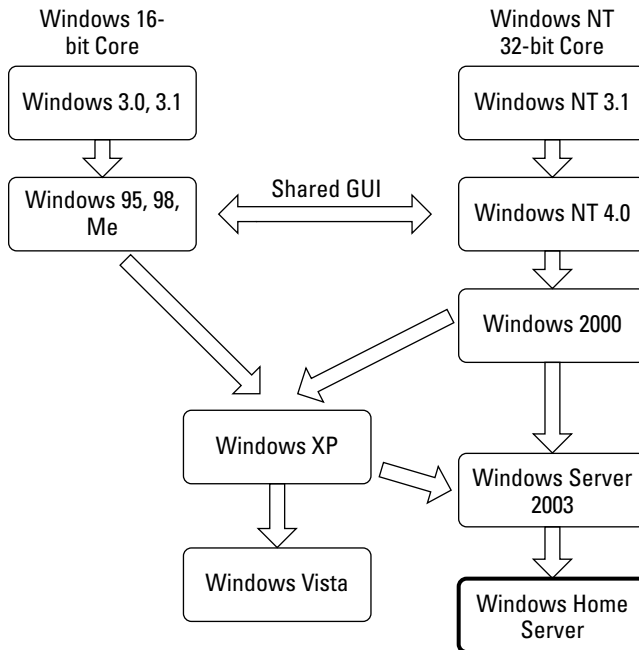 Windows 16-
bit Core
Windows NT
32-bit Core
Windows 3.0, 3.1
Windows NT 3.1
Windows 95, 98,
Me
Shared GUI
Windows NT 4.0
Windows 2000
Windows XP
Windows Server
2003
Windows Vista
Windows Home
Server